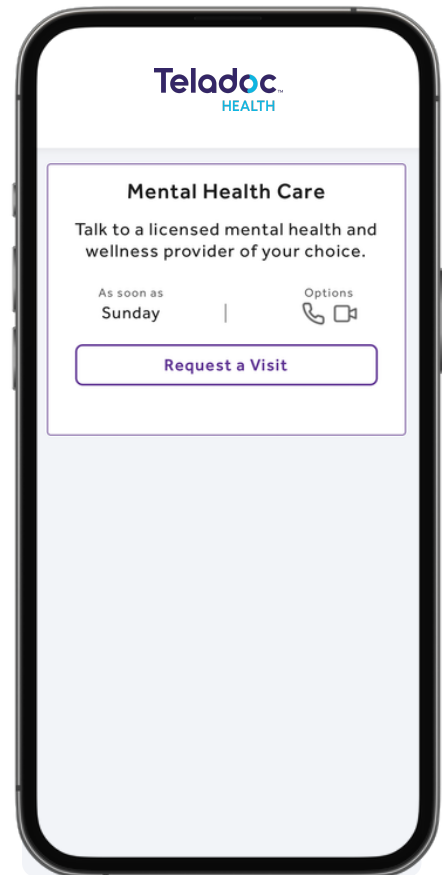 Teladoc™
HEALTH
Mental Health Care
Talk to a licensed mental health and
wellness provider of your choice.
As soon as
Options
Sunday
Request a Visit